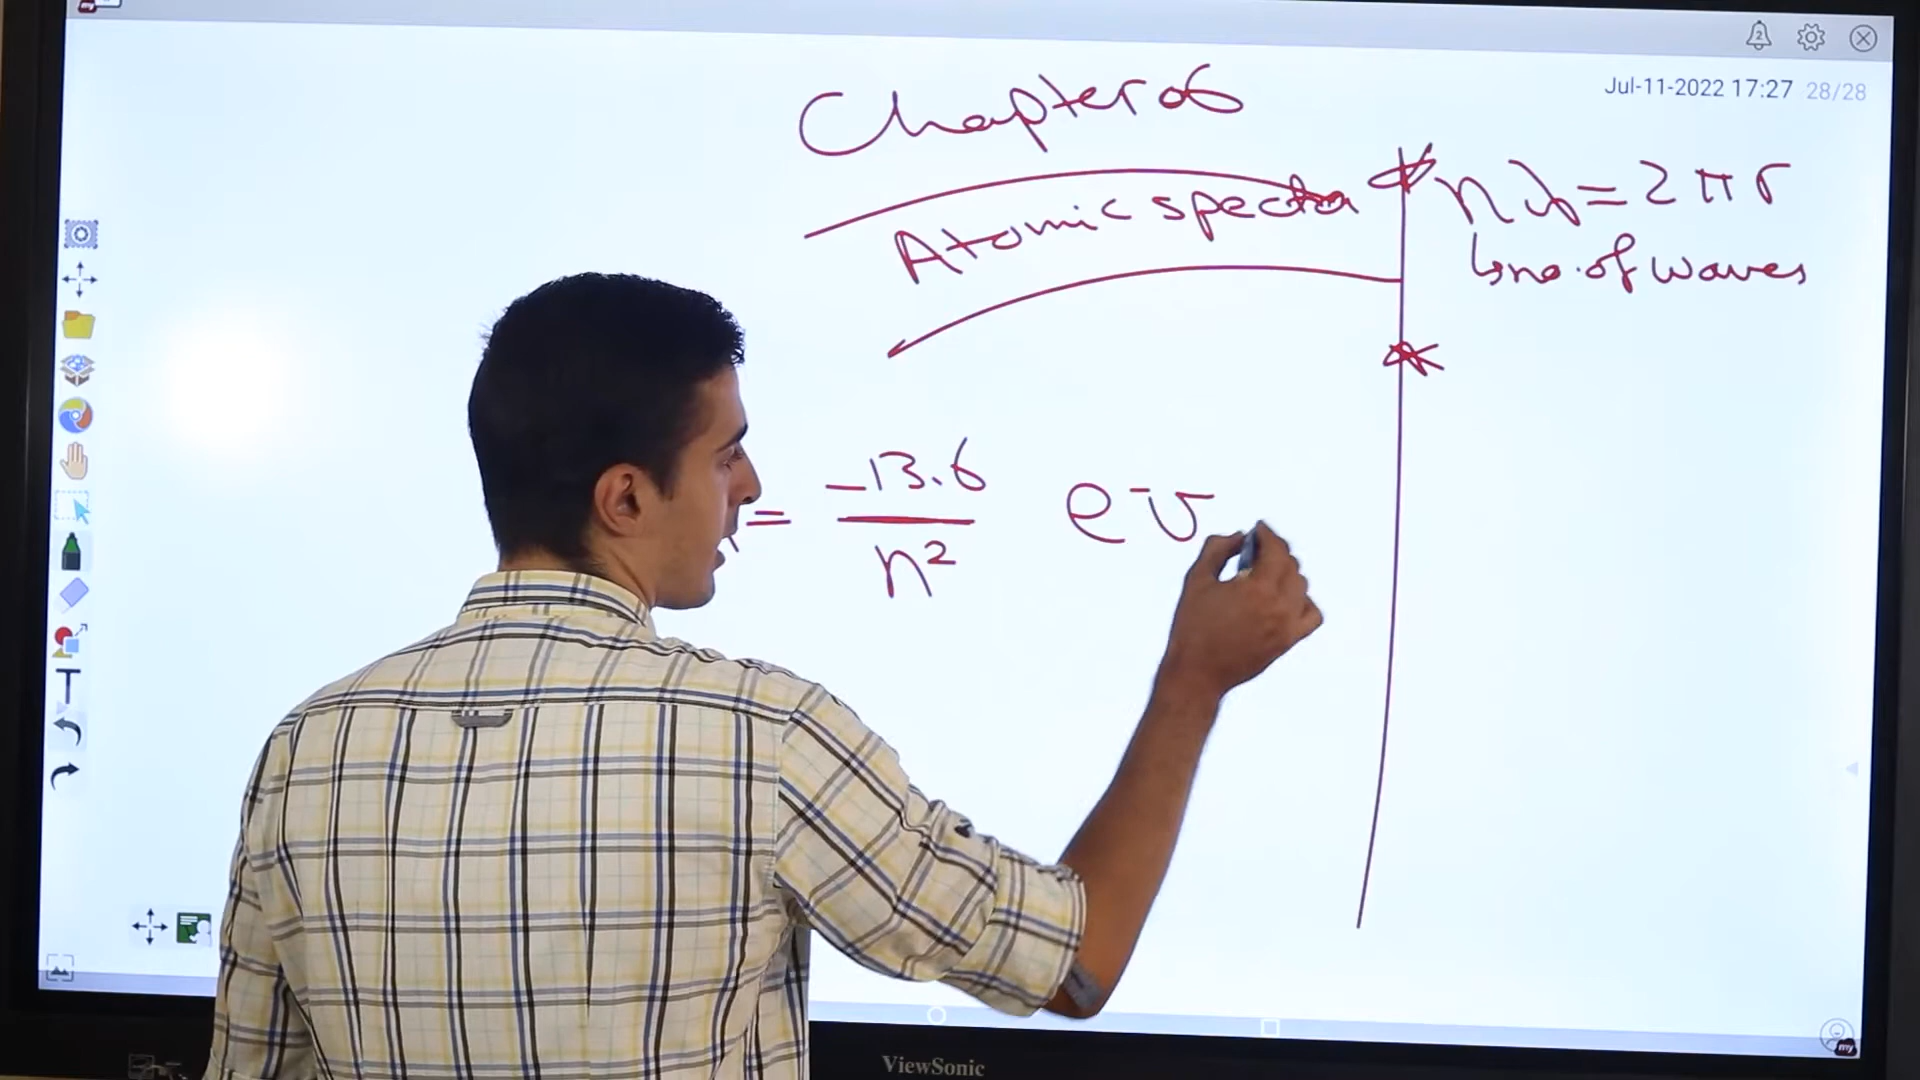 Jul-11-2022 17:27 28/28
Chapter 06
Atomic spectra
nλ = 2πr
↳ no. of waves
= -13.6 / n² e⁻v
ViewSonic